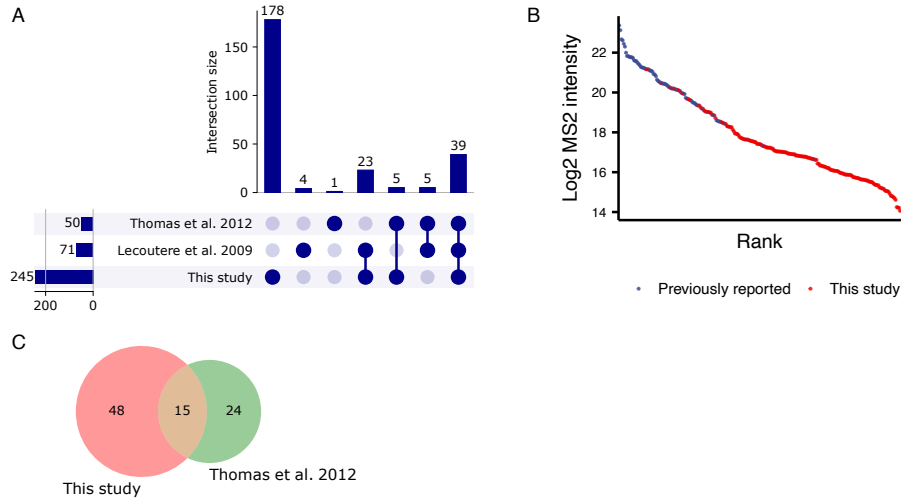 A
Intersection size
150
100
50
0
178
4
1
23
5
5
39
Thomas et al. 2012
Lecoutere et al. 2009
This study
50
71
245
200
0
B
Log2 MS2 intensity
22
20
18
16
14
Rank
Previously reported
This study
C
48
15
24
This study
Thomas et al. 2012